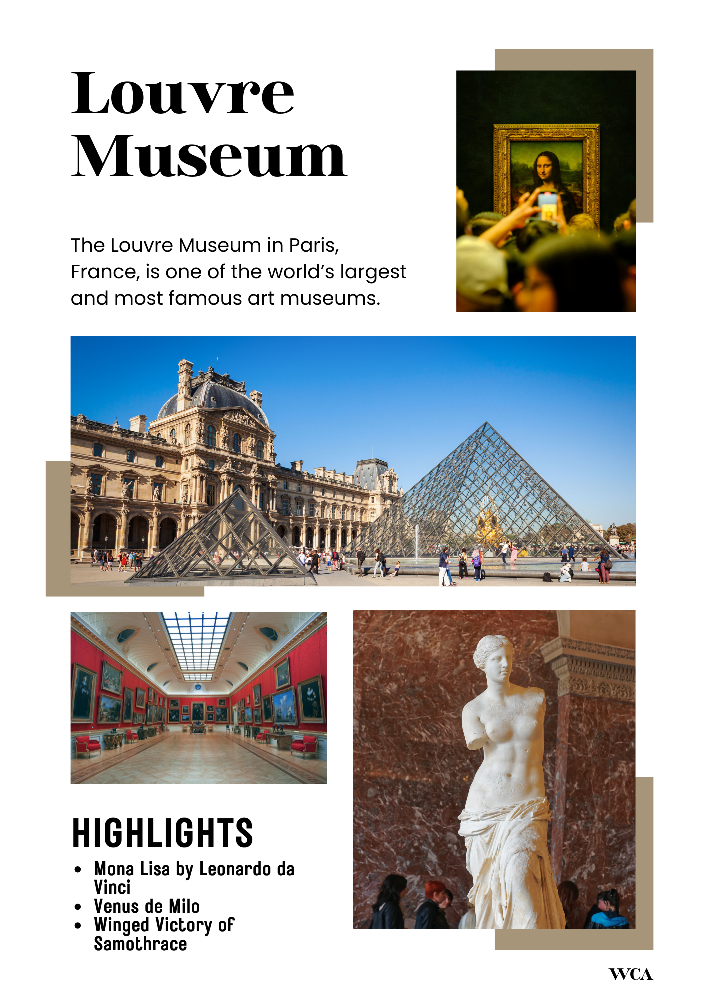 Louvre
Museum
The Louvre Museum in Paris,
France, is one of the world’s largest
and most famous art museums.
HIGHLIGHTS
• Mona Lisa by Leonardo da
Vinci
• Venus de Milo
• Winged Victory of
Samothrace
WCA